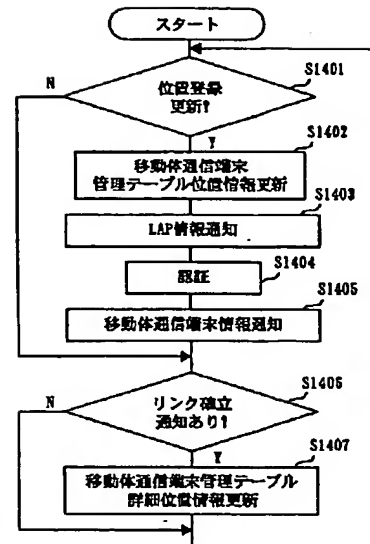 スタート
S1401
N
位置登録
更新?
Y
S1402
移動体通信端末
管理テーブル位置情報更新
S1403
LAP情報通知
S1404
認証
S1405
移動体通信端末情報通知
S1406
N
リンク確立
通知あり?
Y
S1407
移動体通信端末管理テーブル
詳細位置情報更新